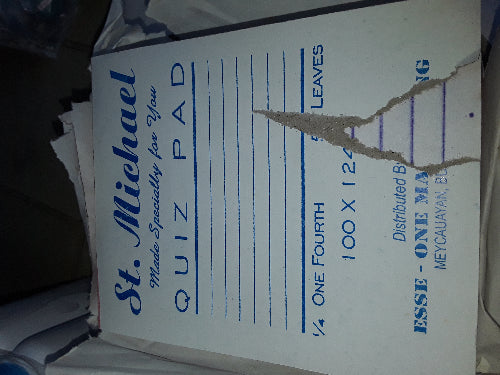 St. Michael
Made Specially for You
QUIZ PAD
¼ ONE FOURTH LEAVES
100 X 124
Distributed
ESSE - ONE
MEYCAUAYAN,